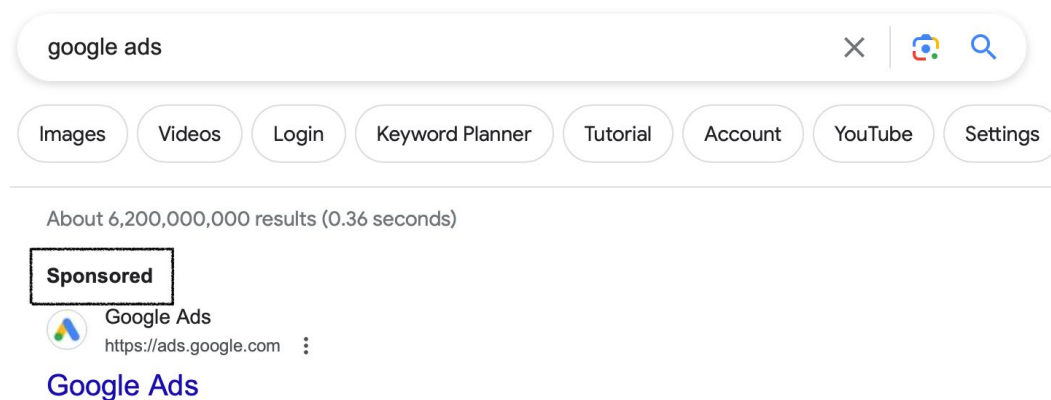 google ads
Images Videos Login Keyword Planner Tutorial Account YouTube Settings
About 6,200,000,000 results (0.36 seconds)
Sponsored
Google Ads
https://ads.google.com
Google Ads